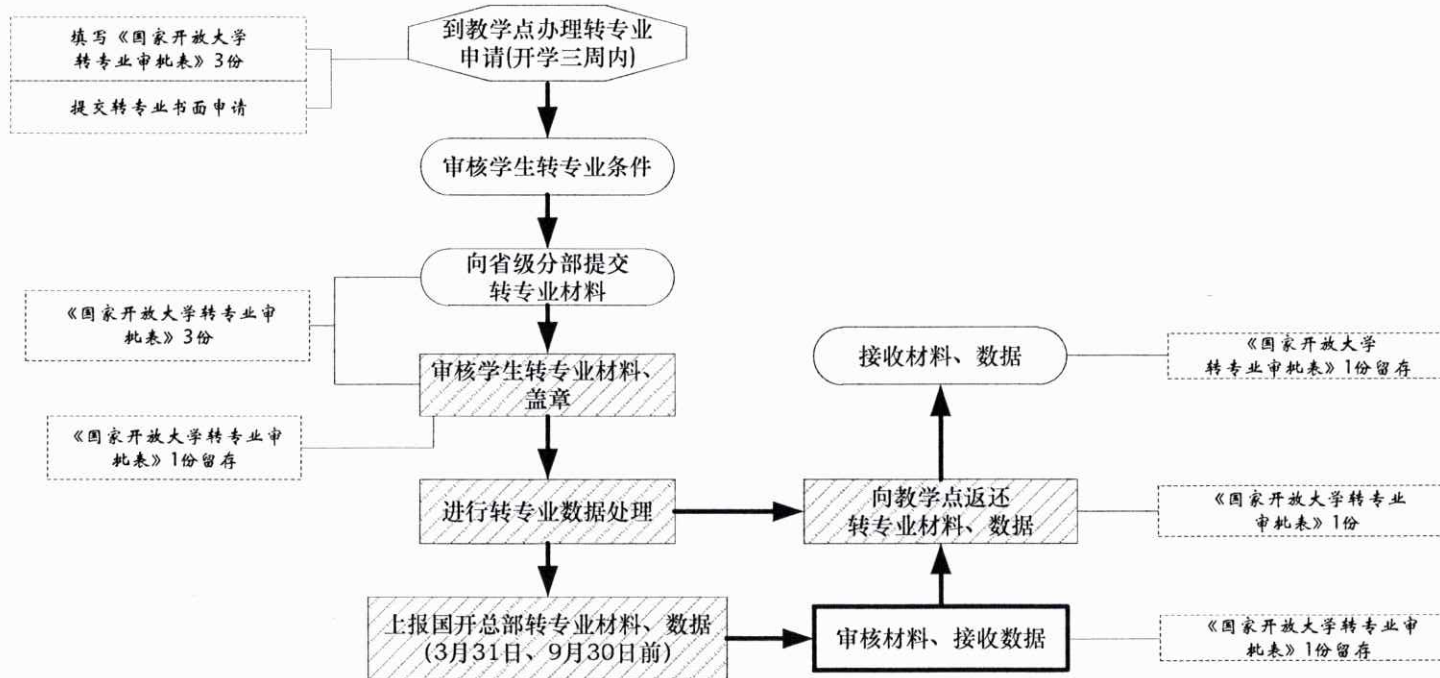 填写《国家开放大学
转专业审批表》3份
提交转专业书面申请
到教学点办理转专业
申请(开学三周内)
审核学生转专业条件
向省级分部提交
转专业材料
《国家开放大学转专业审
批表》3份
审核学生转专业材料、
盖章
《国家开放大学转专业审
批表》1份留存
进行转专业数据处理
上报国开总部转专业材料、数据
(3月31日、9月30日前)
接收材料、数据
《国家开放大学
转专业审批表》1份留存
向教学点返还
转专业材料、数据
《国家开放大学转专业
审批表》1份
审核材料、接收数据
《国家开放大学转专业审
批表》1份留存